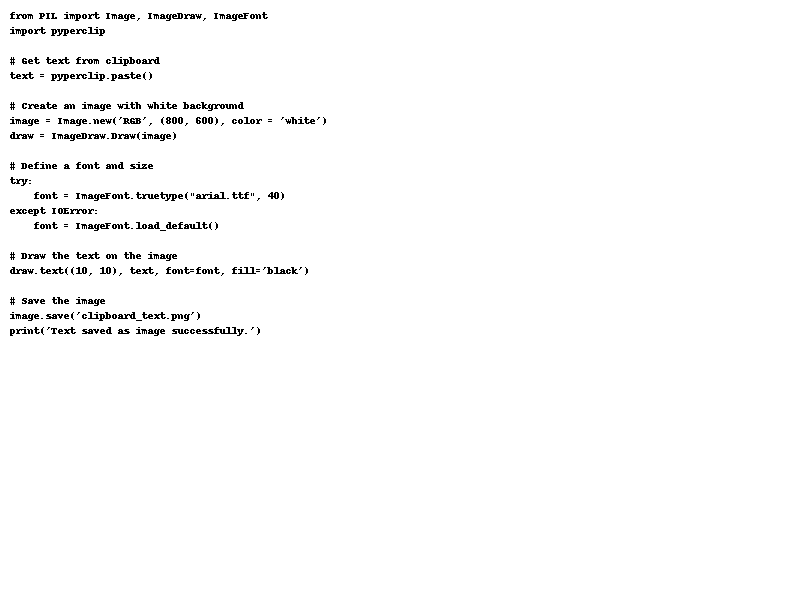 from PIL import Image, ImageDraw, ImageFont
import pyperclip

# Get text from clipboard
text = pyperclip.paste()

# Create an image with white background
image = Image.new('RGB', (800, 600), color = 'white')
draw = ImageDraw.Draw(image)

# Define a font and size
try:
    font = ImageFont.truetype("arial.ttf", 40)
except IOError:
    font = ImageFont.load_default()

# Draw the text on the image
draw.text((10, 10), text, font=font, fill='black')

# Save the image
image.save('clipboard_text.png')
print('Text saved as image successfully.')